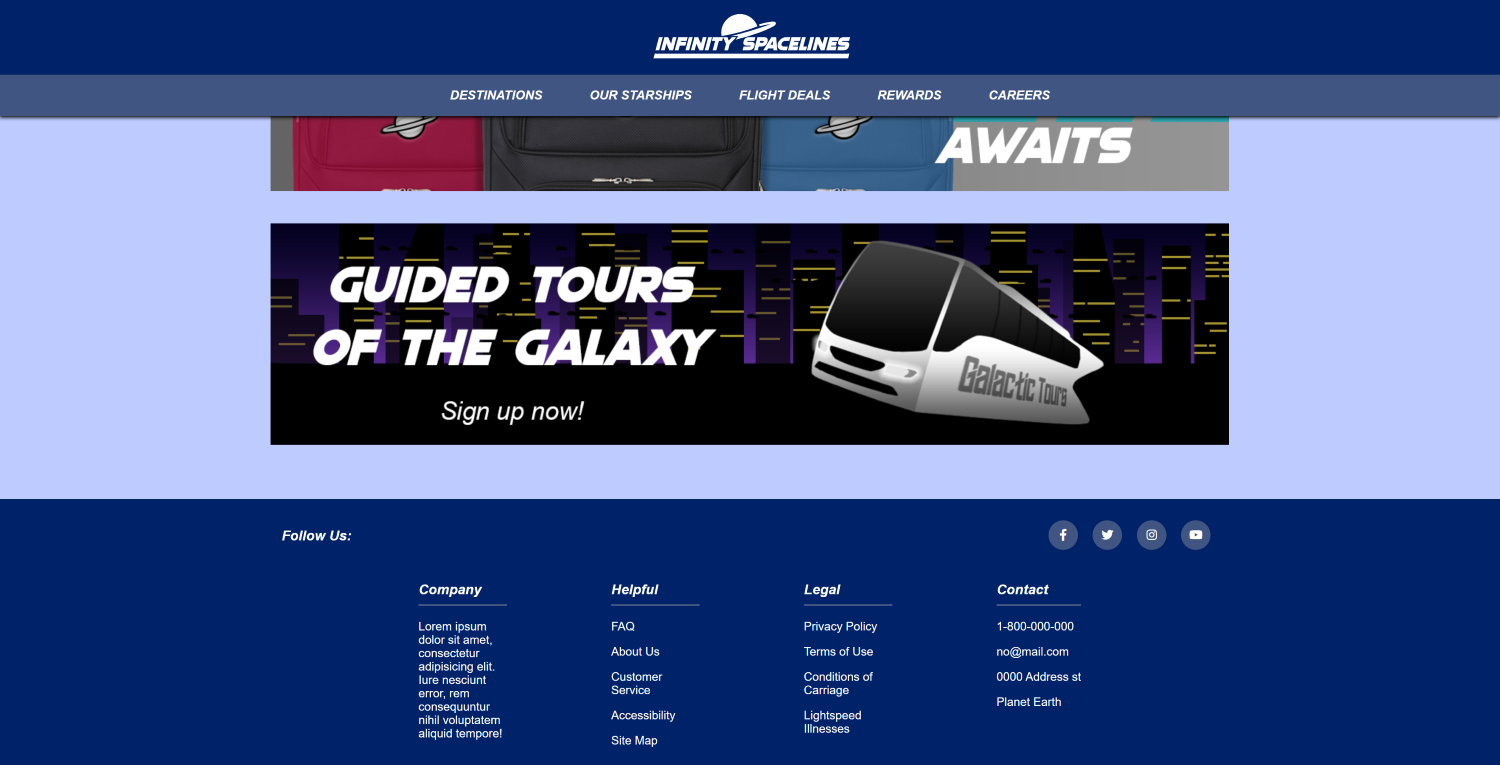 INFINITY SPACELINES
DESTINATIONS OUR STARSHIPS FLIGHT DEALS REWARDS CAREERS
AWAITS
GUIDED TOURS
OF THE GALAXY
Sign up now!
Galactic Tours
Follow Us:
Company
Lorem ipsum
dolor sit amet,
consectetur
adipisicing elit.
Iure nesciunt
error, rem
consequuntur
nihil voluptatem
aliquid tempore!
Helpful
FAQ
About Us
Customer
Service
Accessibility
Site Map
Legal
Privacy Policy
Terms of Use
Conditions of
Carriage
Lightspeed
Illnesses
Contact
1-800-000-000
no@mail.com
0000 Address st
Planet Earth